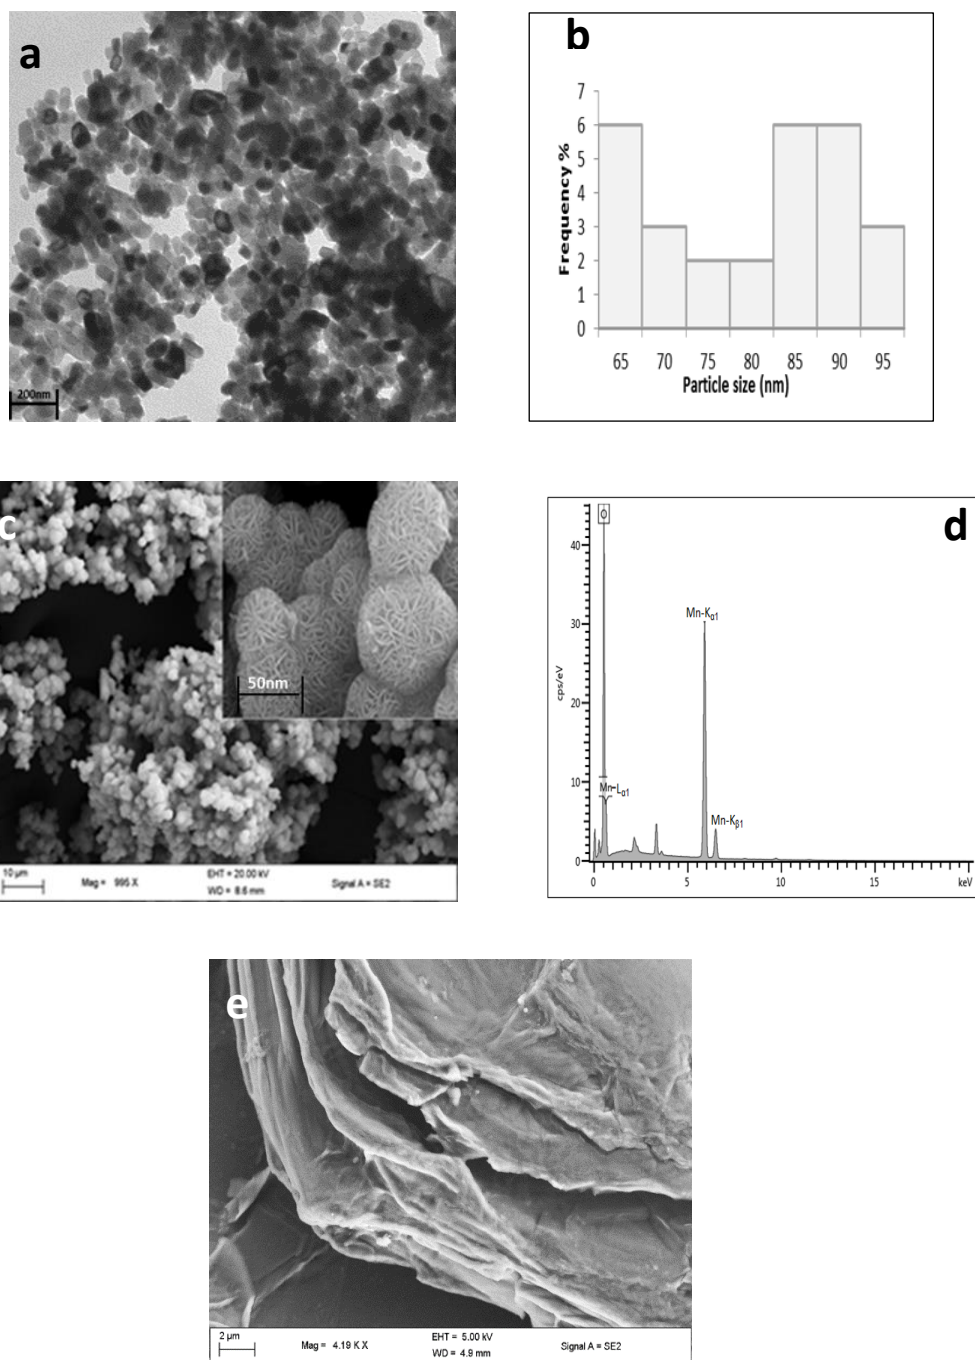 a
200nm
b
7
6
5
4
3
2
1
0
Frequency %
65 70 75 80 85 90 95
Particle size (nm)
c
50nm
10 µm
Mag = 995 X
EHT = 20.00 kV
WD = 8.6 mm
Signal A = SE2
d
O
40
30
20
10
0
cps/eV
Mn-Kα1
Mn-Lα1
Mn-Kβ1
0 5 10 15 keV
e
2 µm
Mag = 4.19 K X
EHT = 5.00 kV
WD = 4.9 mm
Signal A = SE2